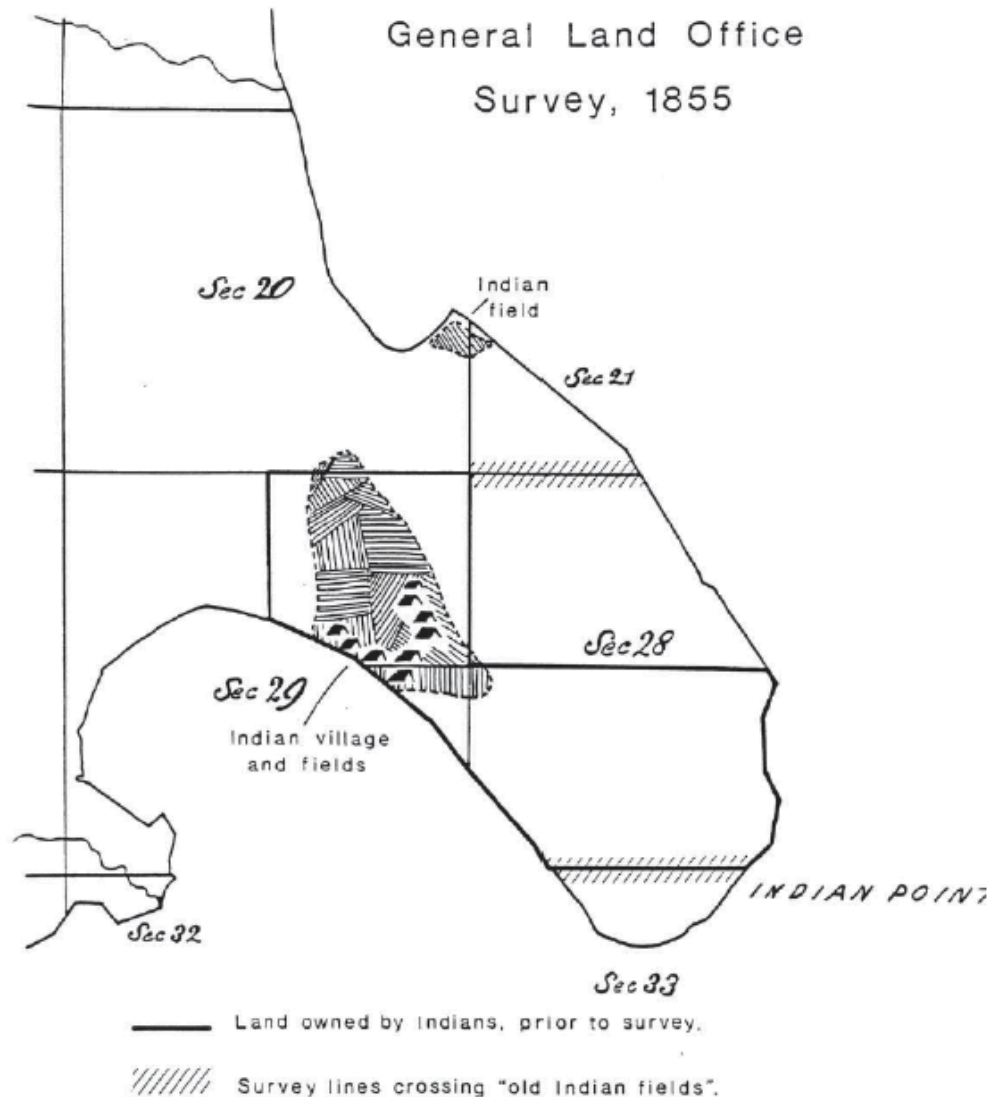 General Land Office
Survey, 1855
Sec 20
Indian
field
Sec 21
Sec 28
Sec 29
Indian village
and fields
INDIAN POINT
Sec 32
Sec 33
Land owned by Indians, prior to survey.
Survey lines crossing "old Indian fields".